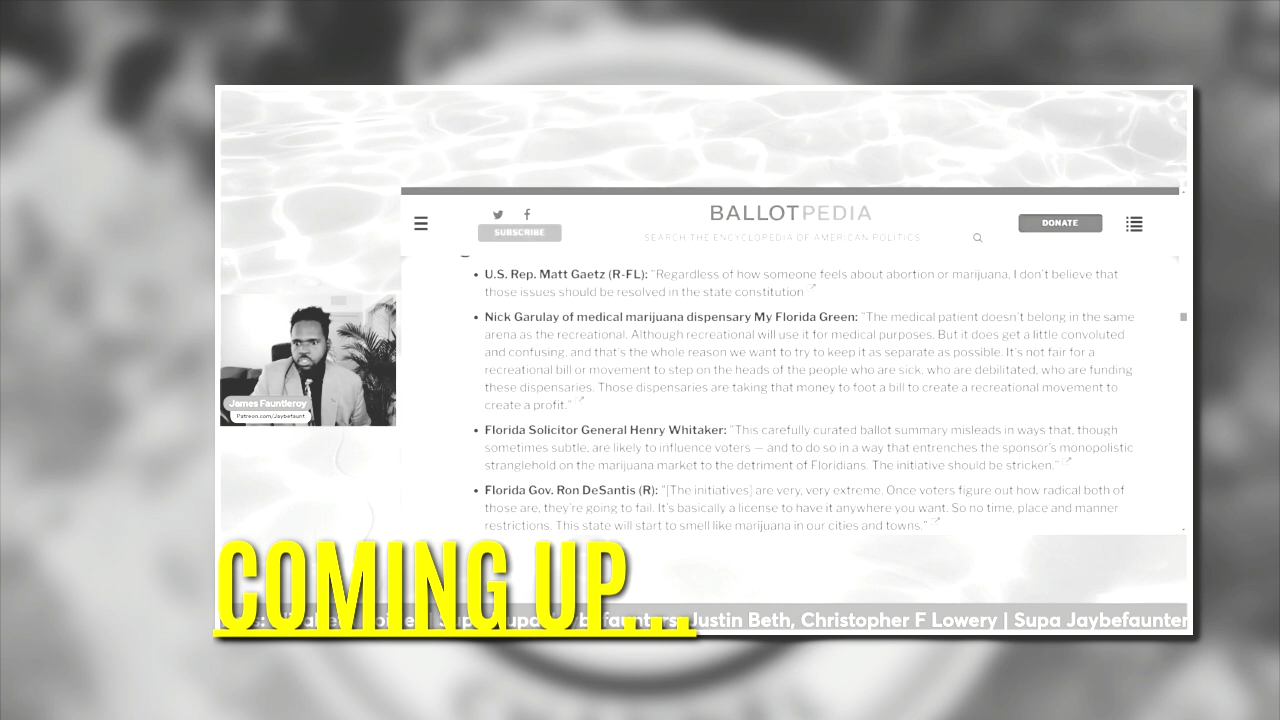 BALLOTPEDIA
SUBSCRIBE
SEARCH THE ENCYCLOPEDIA OF AMERICAN POLITICS
DONATE
• U.S. Rep. Matt Gaetz (R-FL): "Regardless of how someone feels about abortion or marijuana, I don't believe that
those issues should be resolved in the state constitution
• Nick Garulay of medical marijuana dispensary My Florida Green: "The medical patient doesn't belong in the same
arena as the recreational. Although recreational will use it for medical purposes. But it does get a little convoluted
and confusing, and that's the whole reason we want to try to keep it as separate as possible. It's not fair for a
recreational bill or movement to step on the heads of the people who are sick, who are debilitated, who are funding
these dispensaries. Those dispensaries are taking that money to foot a bill to create a recreational movement to
create a profit."
• Florida Solicitor General Henry Whitaker: "This carefully curated ballot summary misleads in ways that, though
sometimes subtle, are likely to influence voters — and to do so in a way that entrenches the sponsor's monopolistic
stranglehold on the marijuana market to the detriment of Floridians. The initiative should be stricken."
• Florida Gov. Ron DeSantis (R): "[The initiatives] are very, very extreme. Once voters figure out how radical both of
those are, they're going to fail. It's basically a license to have it anywhere you want. So no time, place and manner
restrictions. This state will start to smell like marijuana in our cities and towns."
James Fauntleroy
Patreon.com/Jaybefaunt
COMING UP...
Justin Beth, Christopher F Lowery | Supa Jaybefaunter